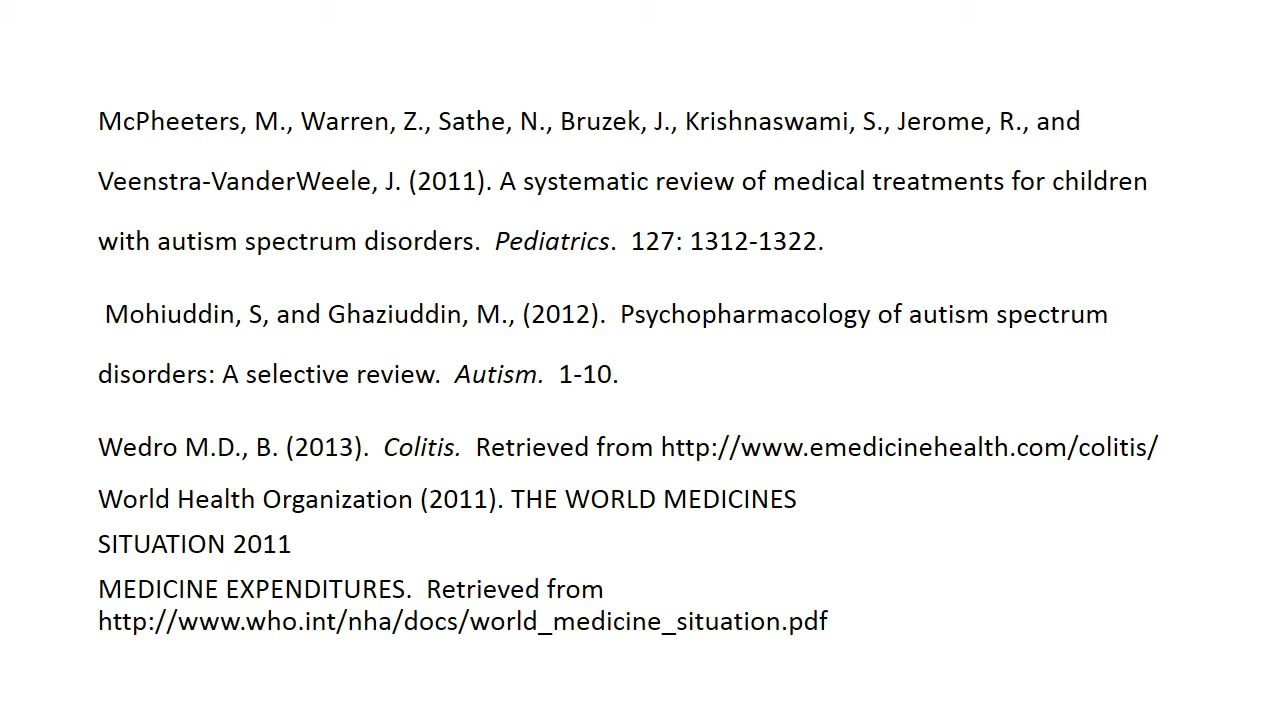 McPheeters, M., Warren, Z., Sathe, N., Bruzek, J., Krishnaswami, S., Jerome, R., and
Veenstra-VanderWeele, J. (2011). A systematic review of medical treatments for children
with autism spectrum disorders.  Pediatrics.  127: 1312-1322.
Mohiuddin, S, and Ghaziuddin, M., (2012).  Psychopharmacology of autism spectrum
disorders: A selective review.  Autism.  1-10.
Wedro M.D., B. (2013).  Colitis.  Retrieved from http://www.emedicinehealth.com/colitis/
World Health Organization (2011). THE WORLD MEDICINES
SITUATION 2011
MEDICINE EXPENDITURES.  Retrieved from
http://www.who.int/nha/docs/world_medicine_situation.pdf